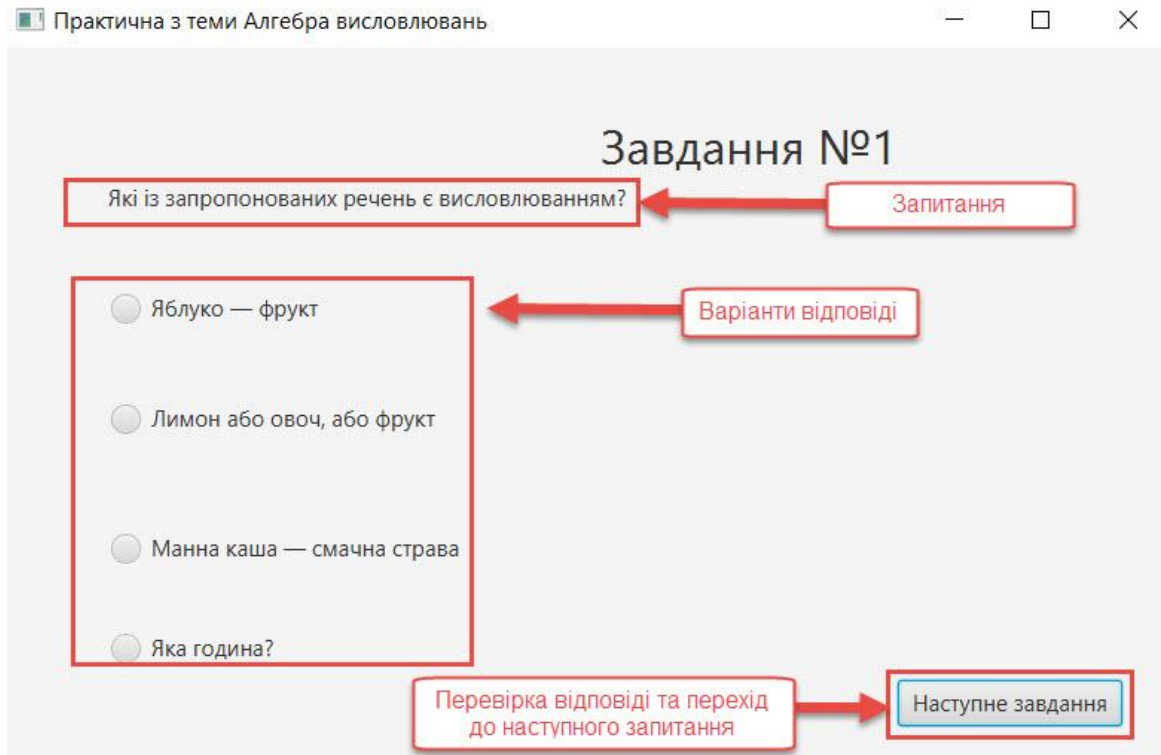 Практична з теми Алгебра висловлювань
Завдання №1
Які із запропонованих речень є висловлюванням?
Запитання
Яблуко — фрукт
Варіанти відповіді
Лимон або овоч, або фрукт
Манна каша — смачна страва
Яка година?
Перевірка відповіді та перехід
до наступного запитання
Наступне завдання